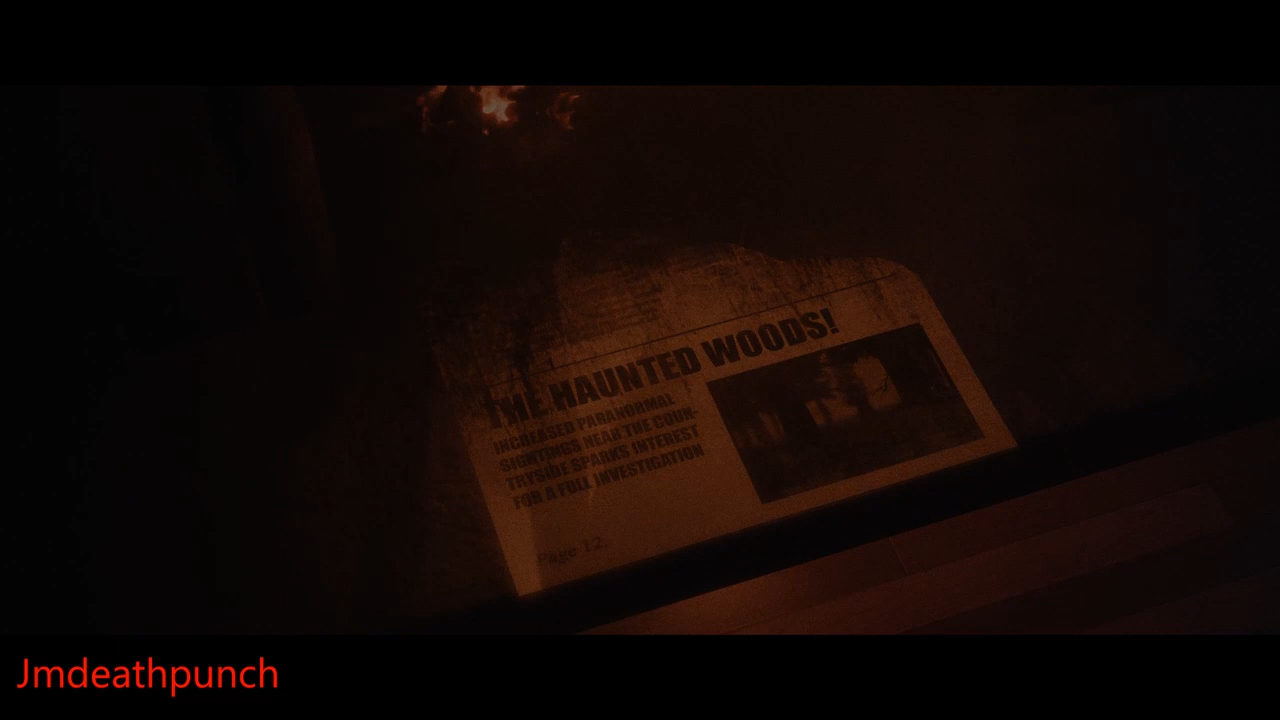 THE HAUNTED WOODS!
INCREASED PARANORMAL
SIGHTINGS NEAR THE COUN-
TRYSIDE SPARKS INTEREST
FOR A FULL INVESTIGATION
Page 12.
Jmdeathpunch